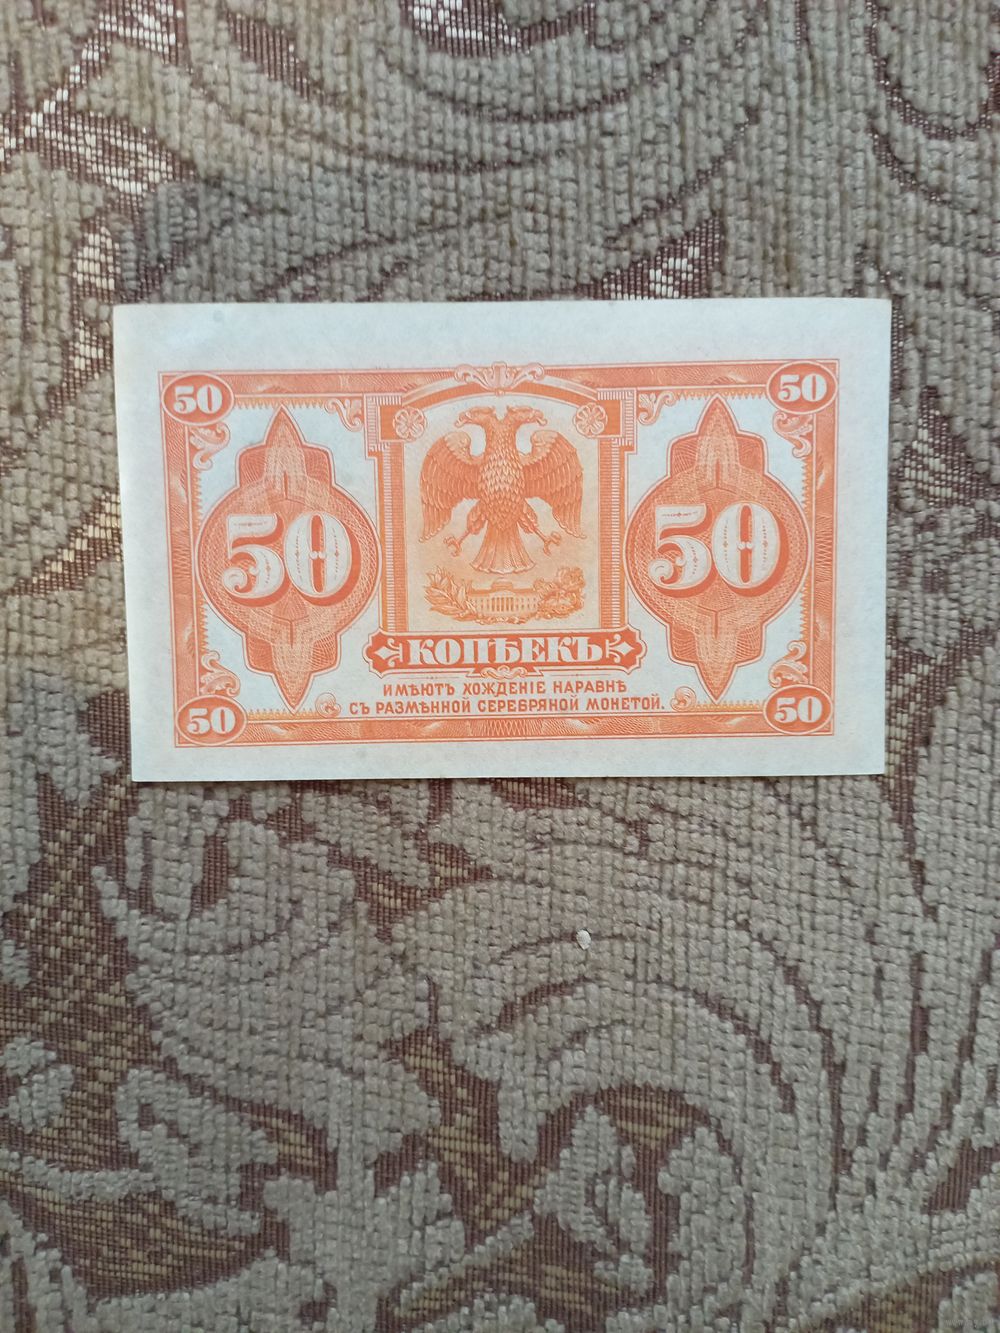 50 50
50 50
КОПѢЕКЪ
ИМѢЮТЪ ХОЖДЕНІЕ НАРАВНѢ
СЪ РАЗМѢННОЙ СЕРЕБРЯНОЙ МОНЕТОЙ.
50 50